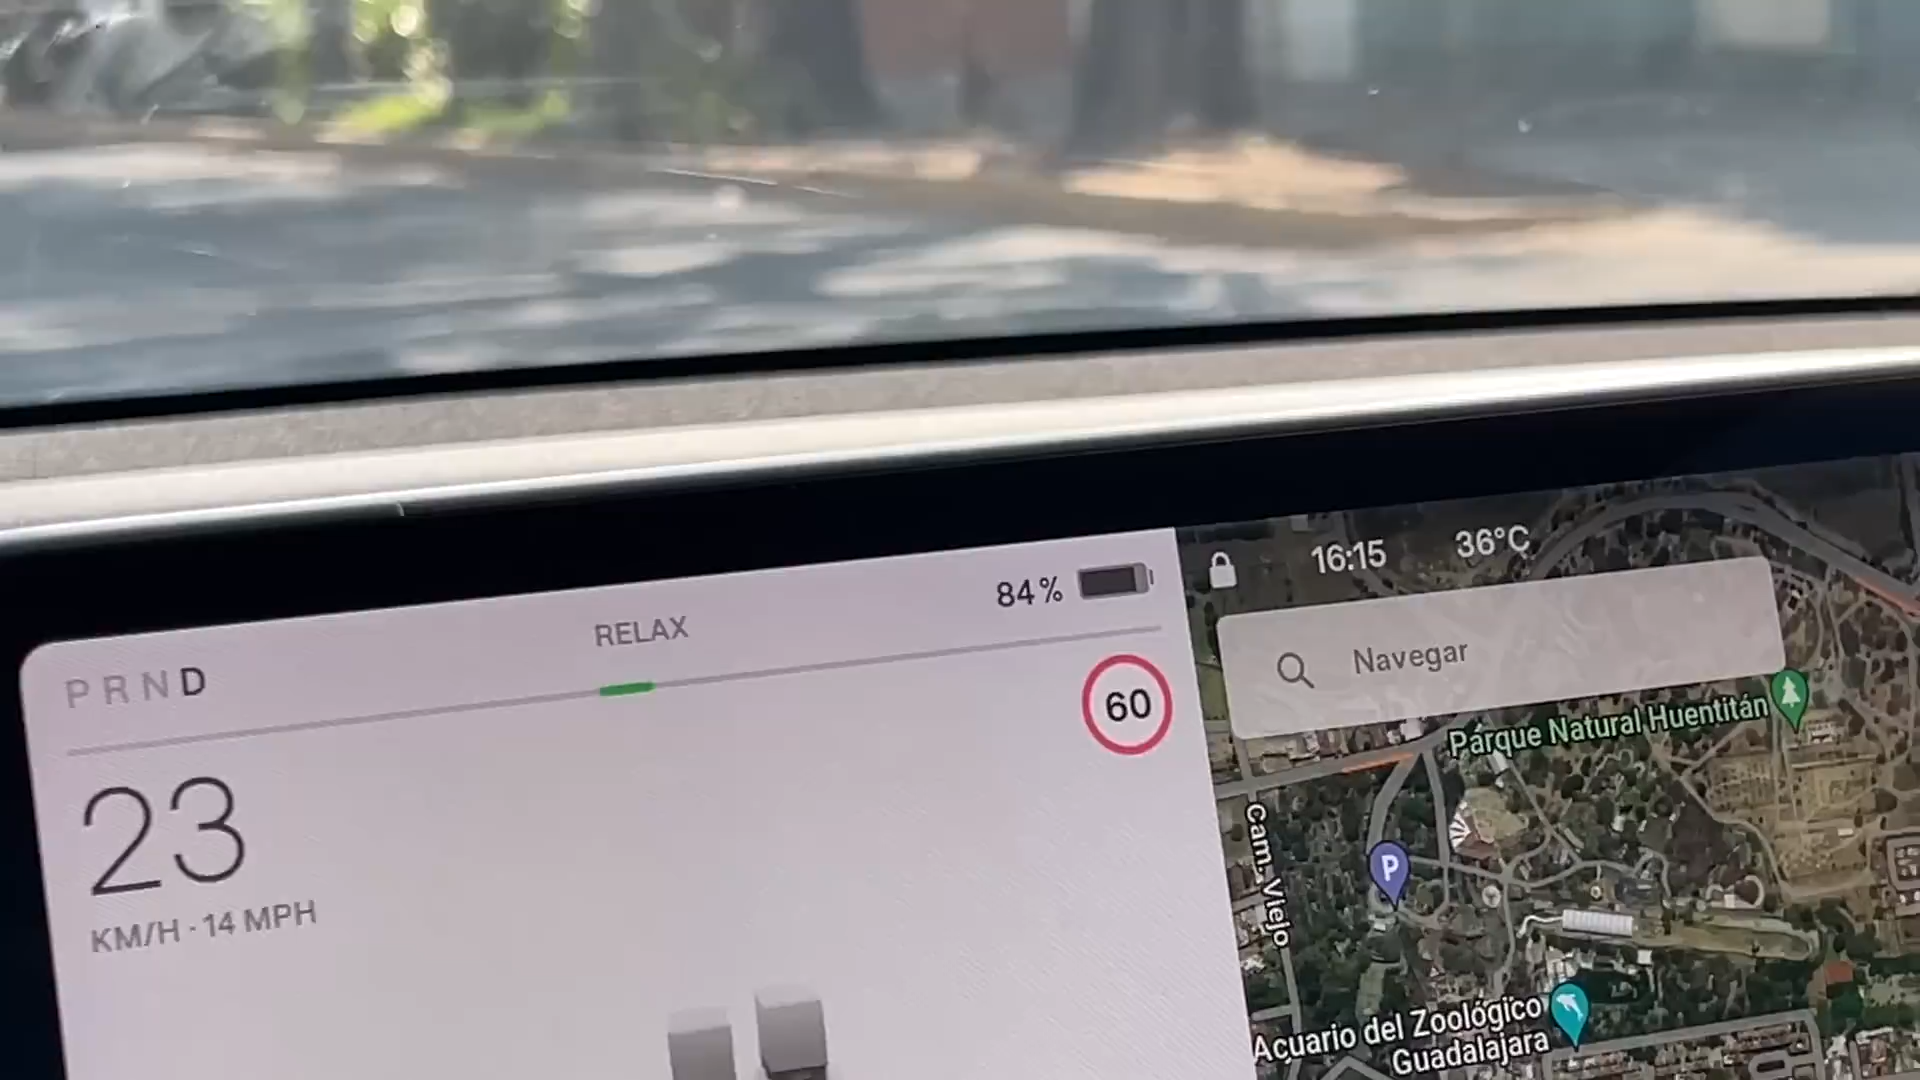 PRND
RELAX
84%
60
23
KM/H · 14 MPH
16:15
36°C
Navegar
Parque Natural Huentitán
Cam. Viejo
P
Acuario del Zoológico
Guadalajara